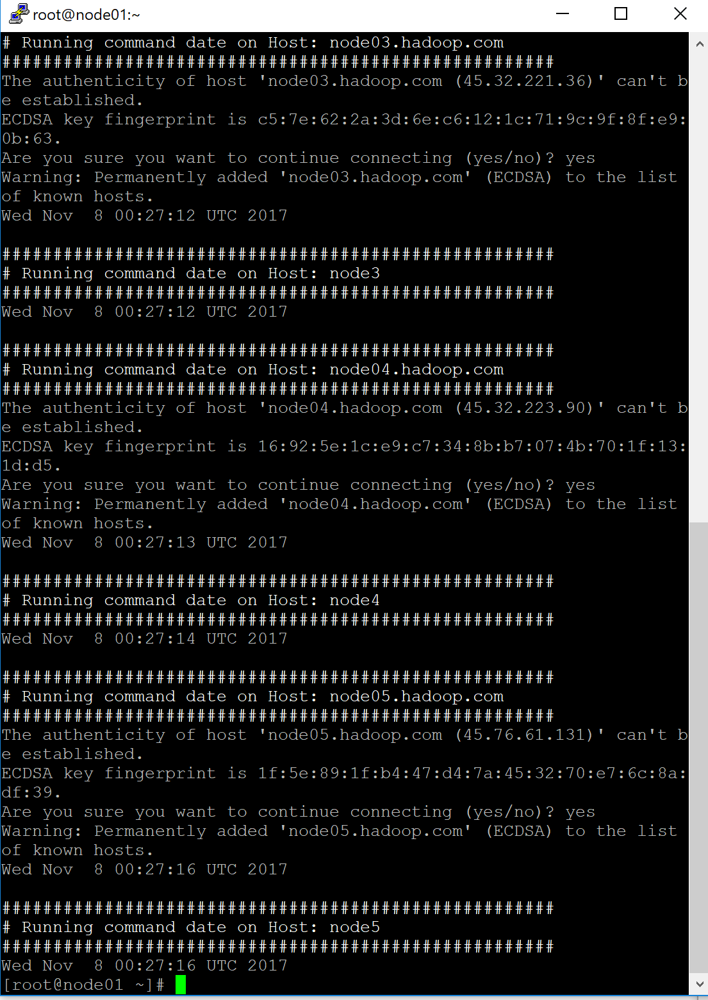 root@node01:~
# Running command date on Host: node03.hadoop.com
######################################################
The authenticity of host 'node03.hadoop.com (45.32.221.36)' can't b
e established.
ECDSA key fingerprint is c5:7e:62:2a:3d:6e:c6:12:1c:71:9c:9f:8f:e9:
0b:63.
Are you sure you want to continue connecting (yes/no)? yes
Warning: Permanently added 'node03.hadoop.com' (ECDSA) to the list
of known hosts.
Wed Nov  8 00:27:12 UTC 2017

######################################################
# Running command date on Host: node3
######################################################
Wed Nov  8 00:27:12 UTC 2017

######################################################
# Running command date on Host: node04.hadoop.com
######################################################
The authenticity of host 'node04.hadoop.com (45.32.223.90)' can't b
e established.
ECDSA key fingerprint is 16:92:5e:1c:e9:c7:34:8b:b7:07:4b:70:1f:13:
1d:d5.
Are you sure you want to continue connecting (yes/no)? yes
Warning: Permanently added 'node04.hadoop.com' (ECDSA) to the list
of known hosts.
Wed Nov  8 00:27:13 UTC 2017

######################################################
# Running command date on Host: node4
######################################################
Wed Nov  8 00:27:14 UTC 2017

######################################################
# Running command date on Host: node05.hadoop.com
######################################################
The authenticity of host 'node05.hadoop.com (45.76.61.131)' can't b
e established.
ECDSA key fingerprint is 1f:5e:89:1f:b4:47:d4:7a:45:32:70:e7:6c:8a:
df:39.
Are you sure you want to continue connecting (yes/no)? yes
Warning: Permanently added 'node05.hadoop.com' (ECDSA) to the list
of known hosts.
Wed Nov  8 00:27:16 UTC 2017

######################################################
# Running command date on Host: node5
######################################################
Wed Nov  8 00:27:16 UTC 2017
[root@node01 ~]#